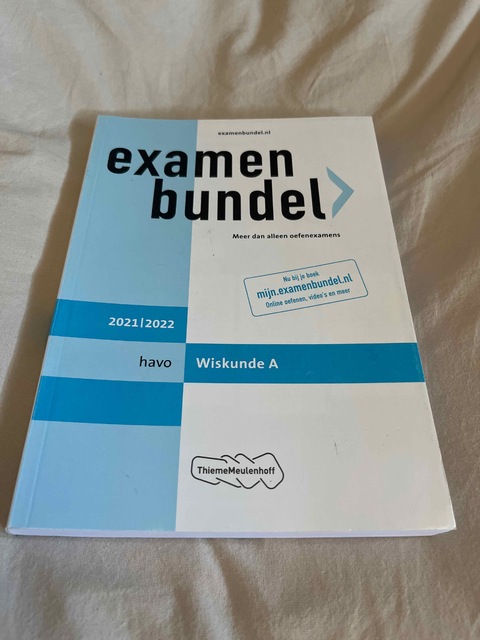 examenbundel.nl
examen
bundel
Meer dan alleen oefenexamens
Nu bij je boek
mijn.examenbundel.nl
Online oefenen, video's en meer
2021|2022
havo Wiskunde A
ThiemeMeulenhoff